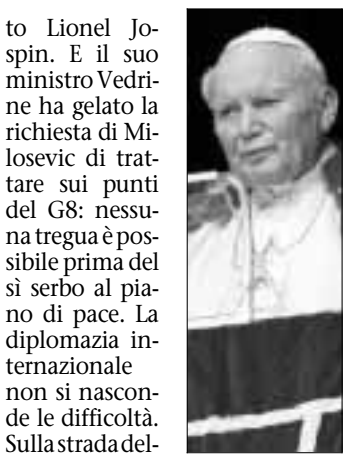 to Lionel Jo-
spin. E il suo
ministro Vedri-
ne ha gelato la
richiesta di Mi-
losevic di trat-
tare sui punti
del G8: nessu-
na tregua è pos-
sibile prima del
sì serbo al pia-
no di pace. La
diplomazia in-
ternazionale
non si nascon-
de le difficoltà.
Sulla strada del-